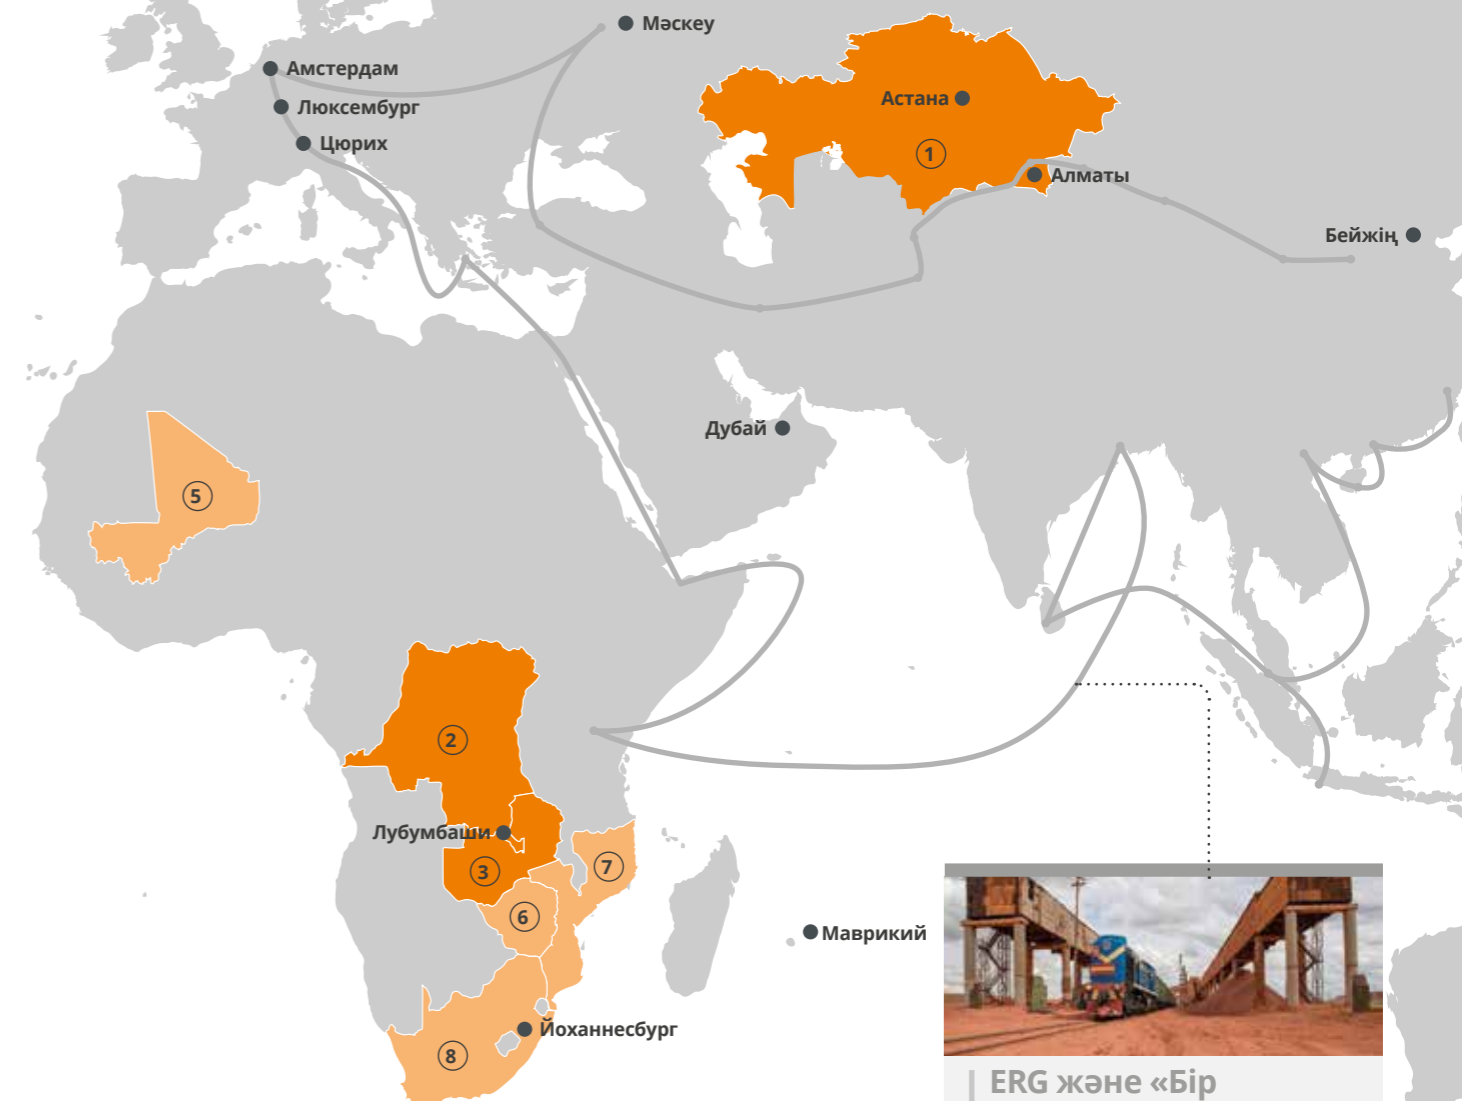 Мәскеу
Амстердам
Люксембург
Цюрих
Астана
1
Алматы
Бейжің
Дубай
5
2
Лубумбаши
3
7
6
Маврикий
Йоханнесбург
8
ERG және «Бір